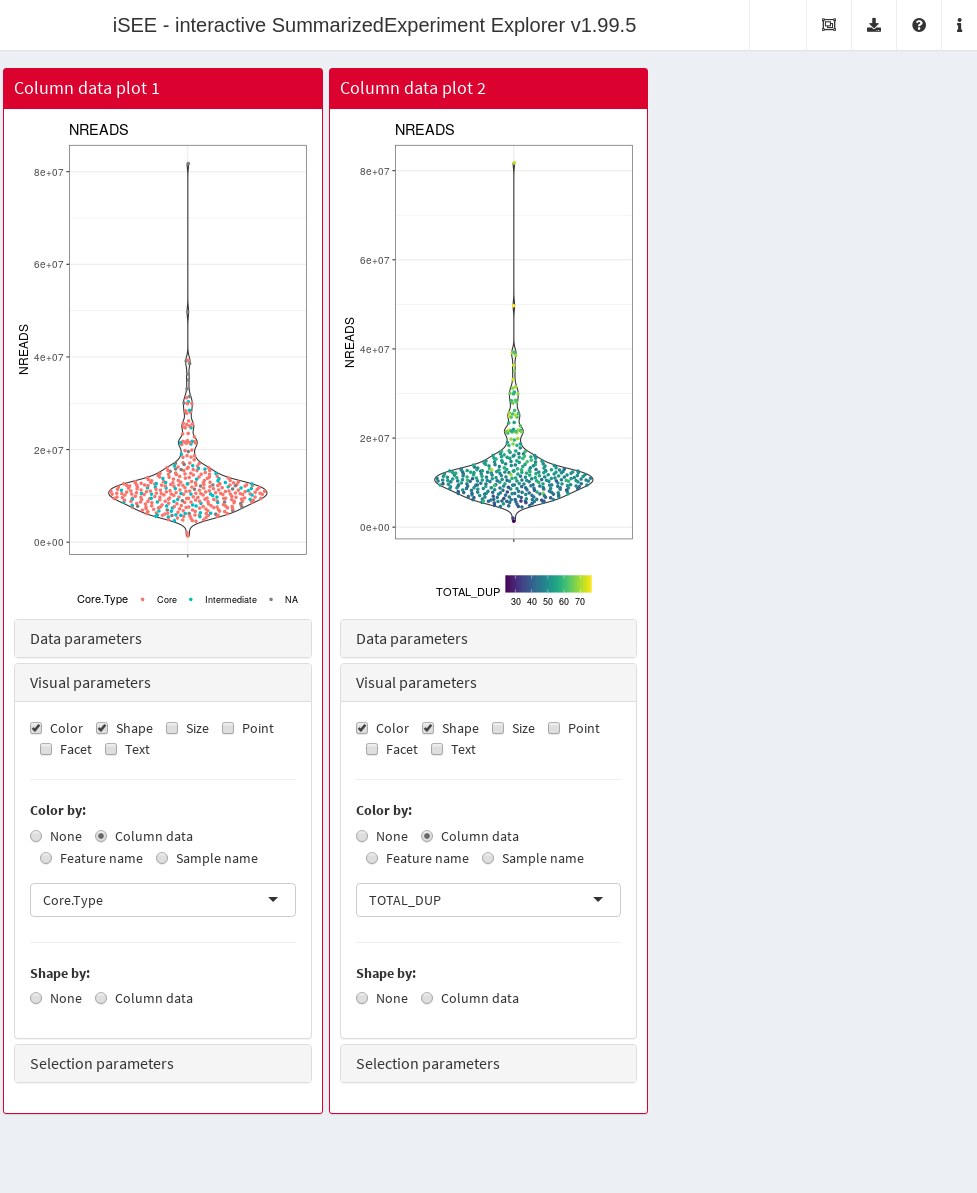 iSEE - interactive SummarizedExperiment Explorer v1.99.5
Column data plot 1
NREADS
8e+07
6e+07
4e+07
2e+07
0e+00
NREADS
Core.Type Core Intermediate NA
Data parameters
Visual parameters
Color Shape Size Point
Facet Text
Color by:
None Column data
Feature name Sample name
Core.Type
Shape by:
None Column data
Selection parameters
Column data plot 2
NREADS
8e+07
6e+07
4e+07
2e+07
0e+00
NREADS
TOTAL_DUP
30 40 50 60 70
Data parameters
Visual parameters
Color Shape Size Point
Facet Text
Color by:
None Column data
Feature name Sample name
TOTAL_DUP
Shape by:
None Column data
Selection parameters